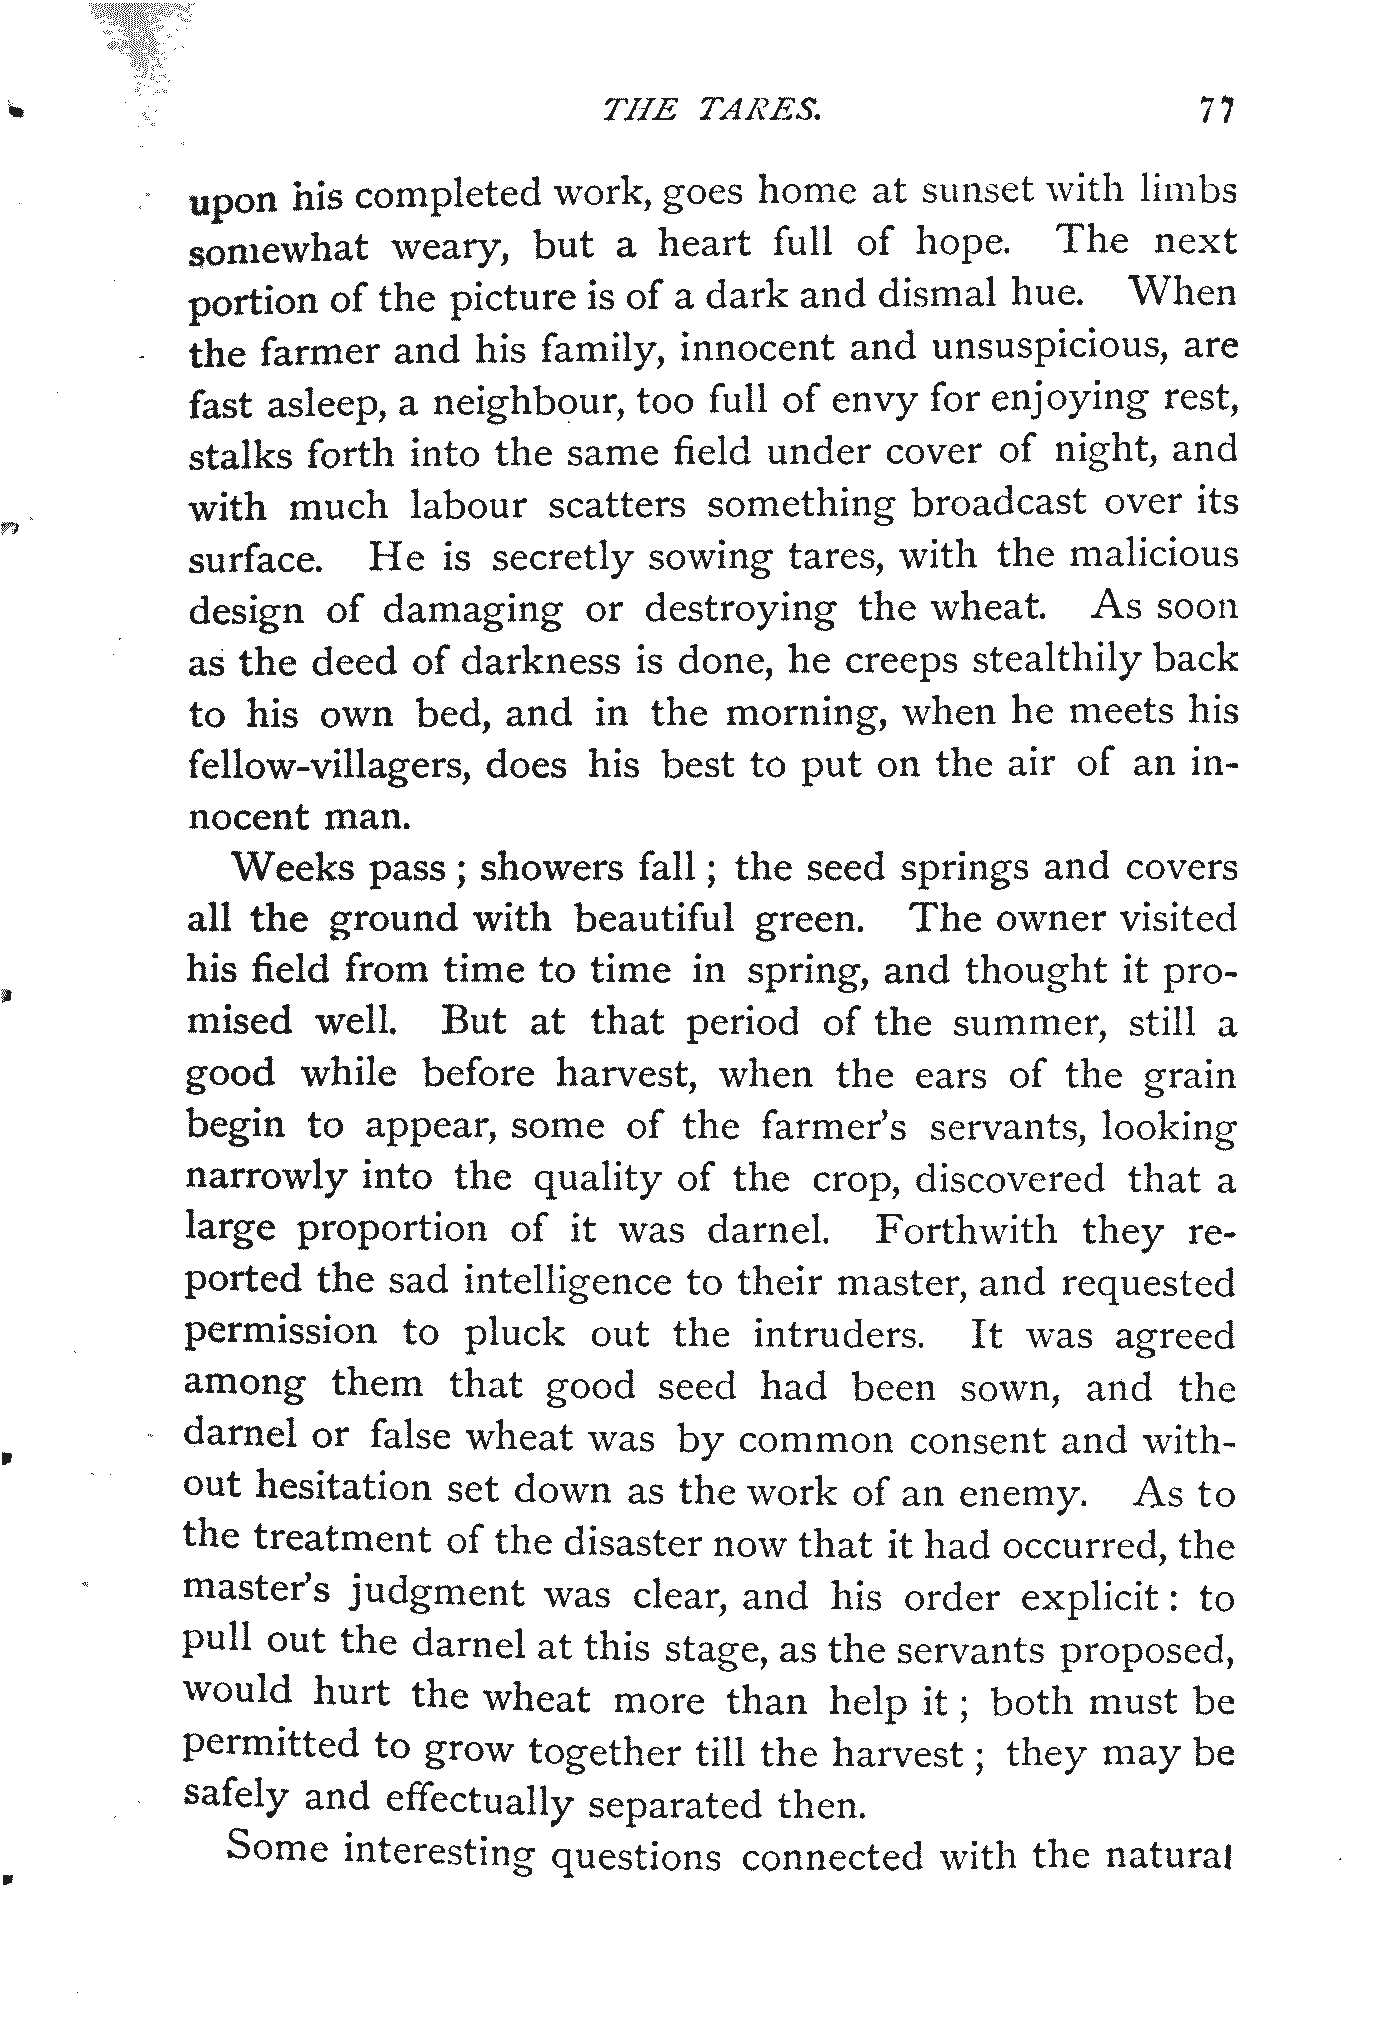 THE TARES. 77
upon his completed work, goes home at sunset with limbs
somewhat weary, but a heart full of hope. The next
portion of the picture is of a dark and dismal hue. When
the farmer and his family, innocent and unsuspicious, are
fast asleep, a neighbour, too full of envy for enjoying rest,
stalks forth into the same field under cover of night, and
with much labour scatters something broadcast over its
surface. He is secretly sowing tares, with the malicious
design of damaging or destroying the wheat. As soon
as the deed of darkness is done, he creeps stealthily back
to his own bed, and in the morning, when he meets his
fellow-villagers, does his best to put on the air of an in-
nocent man.
Weeks pass ; showers fall ; the seed springs and covers
all the ground with beautiful green. The owner visited
his field from time to time in spring, and thought it pro-
mised well. But at that period of the summer, still a
good while before harvest, when the ears of the grain
begin to appear, some of the farmer's servants, looking
narrowly into the quality of the crop, discovered that a
large proportion of it was darnel. Forthwith they re-
ported the sad intelligence to their master, and requested
permission to pluck out the intruders. It was agreed
among them that good seed had been sown, and the
darnel or false wheat was by common consent and with-
out hesitation set down as the work of an enemy. As to
the treatment of the disaster now that it had occurred, the
master's judgment was clear, and his order explicit : to
pull out the darnel at this stage, as the servants proposed,
would hurt the wheat more than help it ; both must be
permitted to grow together till the harvest ; they may be
safely and effectually separated then.
Some interesting questions connected with the natural